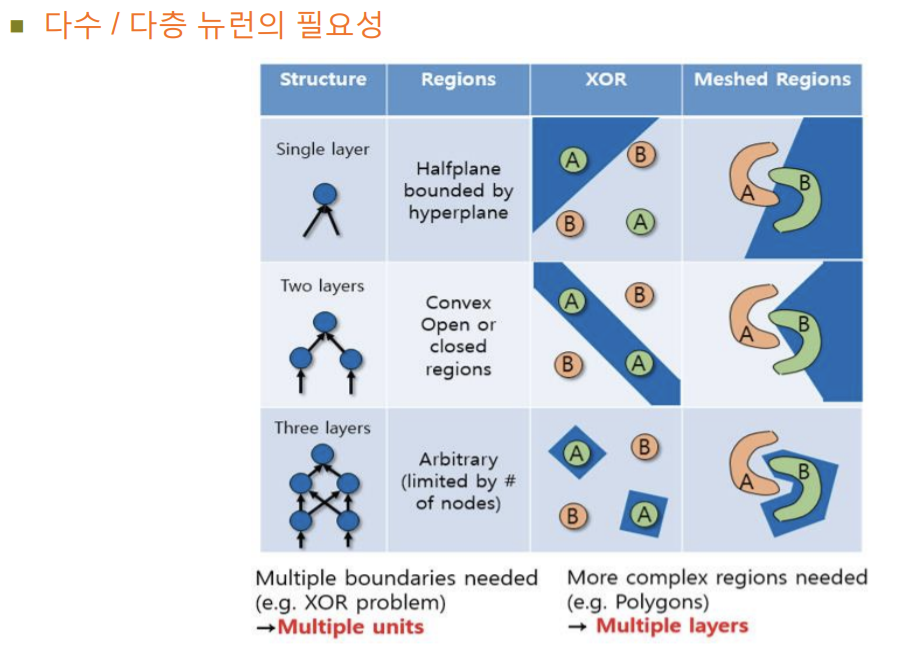 다수 / 다층 뉴런의 필요성
Structure
Regions
XOR
Meshed Regions
Single layer
Halfplane
bounded by
hyperplane
A
B
B
A
A
B
Two layers
Convex
Open or
closed
regions
A
B
B
A
A
B
Three layers
Arbitrary
(limited by #
of nodes)
A
B
B
A
A
B
Multiple boundaries needed
(e.g. XOR problem)
→Multiple units
More complex regions needed
(e.g. Polygons)
→ Multiple layers